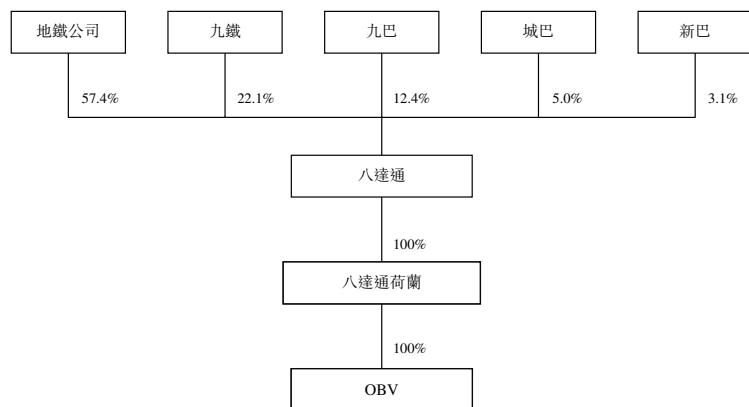 地鐵公司
九鐵
九巴
城巴
新巴
57.4%
22.1%
12.4%
5.0%
3.1%
八達通
100%
八達通荷蘭
100%
OBV